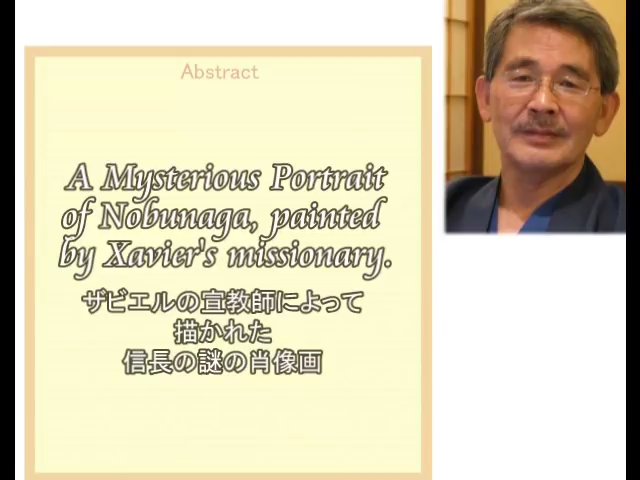 Abstract
A Mysterious Portrait
of Nobunaga, painted
by Xavier's missionary.
ザビエルの宣教師によって
描かれた
信長の謎の肖像画